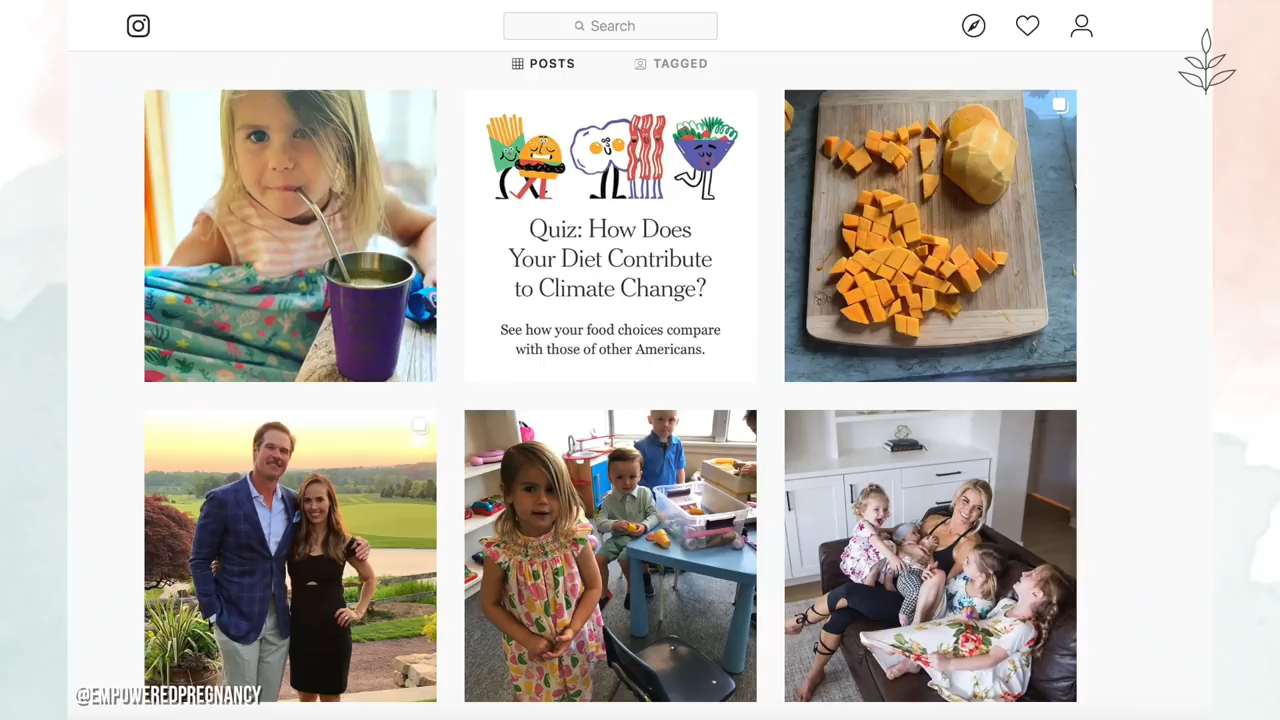 Search
POSTS
TAGGED
Quiz: How Does
Your Diet Contribute
to Climate Change?
See how your food choices compare
with those of other Americans.
@EMPOWEREDPREGNANCY